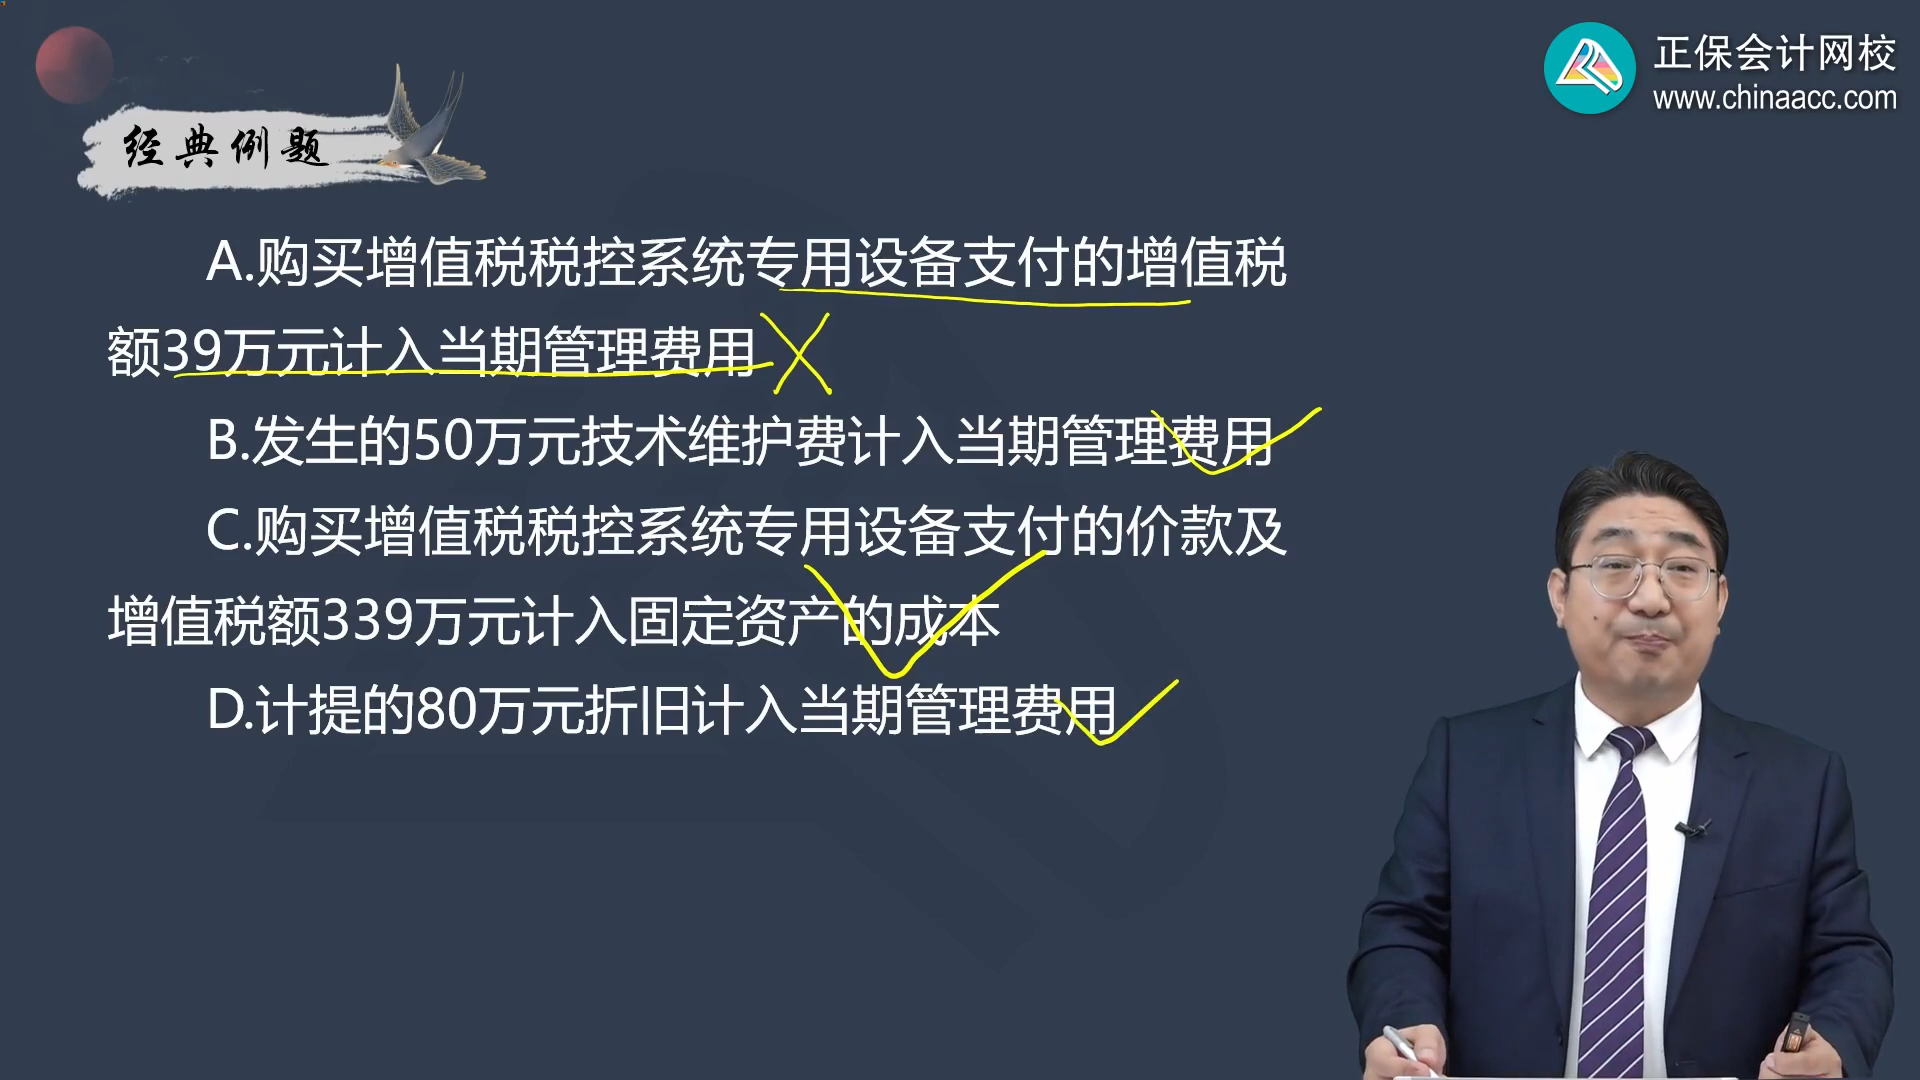 正保会计网校
www.chinaacc.com
经典例题
A.购买增值税税控系统专用设备支付的增值税
额39万元计入当期管理费用
B.发生的50万元技术维护费计入当期管理费用
C.购买增值税税控系统专用设备支付的价款及
增值税额339万元计入固定资产的成本
D.计提的80万元折旧计入当期管理费用